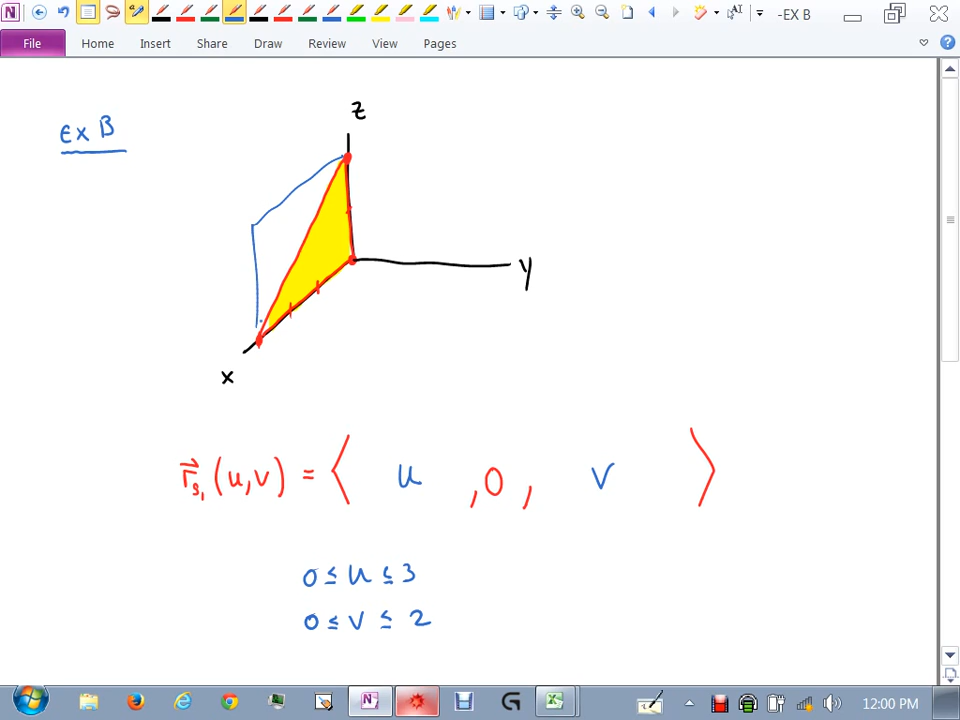 -EX B
File Home Insert Share Draw Review View Pages
Ex B
z
y
x
r⃗s₁(u,v) = ⟨ u , 0 , v ⟩
0 ≤ u ≤ 3
0 ≤ v ≤ 2
12:00 PM